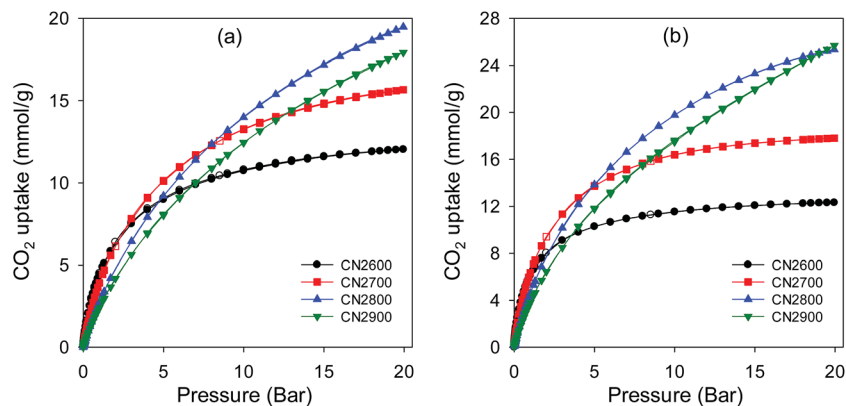 (a)
CO2 uptake (mmol/g)
20
15
10
5
0
0 5 10 15 20
Pressure (Bar)
CN2600
CN2700
CN2800
CN2900
(b)
CO2 uptake (mmol/g)
28
24
20
16
12
8
4
0
0 5 10 15 20
Pressure (Bar)
CN2600
CN2700
CN2800
CN2900